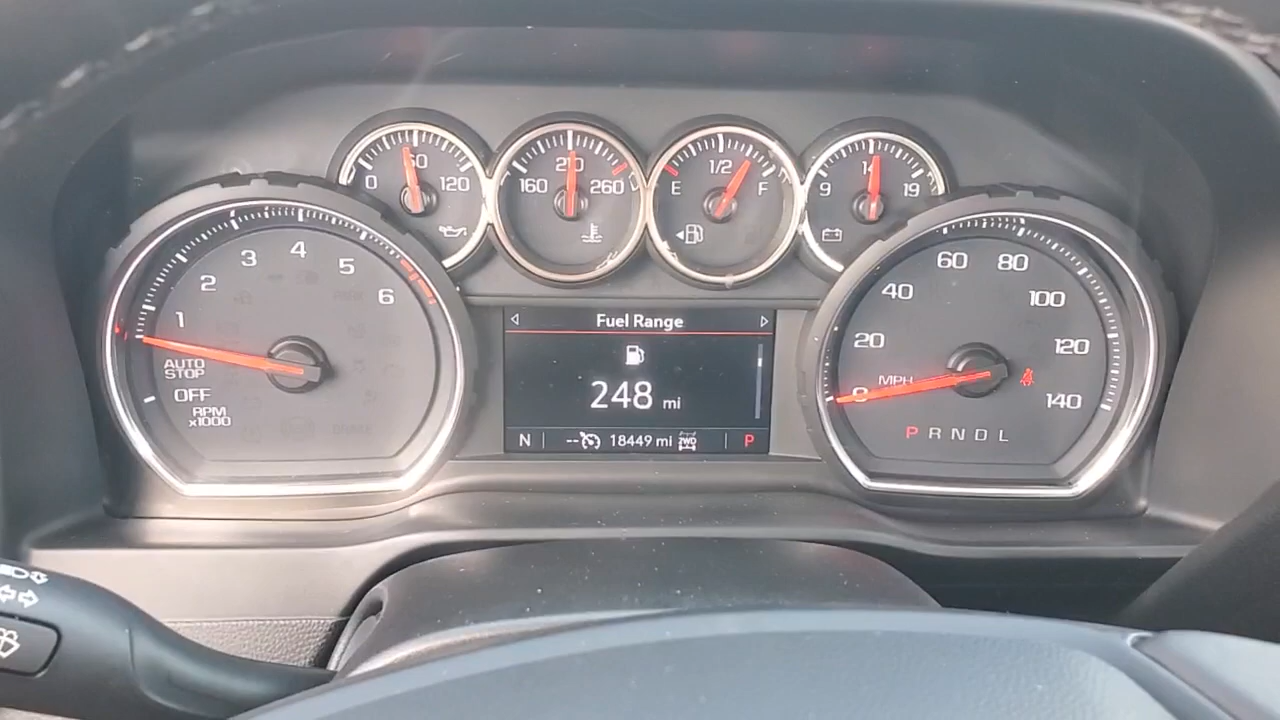 0 60 120
160 210 260
E 1/2 F
9 14 19
1 2 3 4 5 6
AUTO
STOP
OFF
RPM
x1000
Fuel Range
248 mi
N -- 18449 mi 2WD P
0 20 40 60 80 100 120 140
MPH
P R N D L